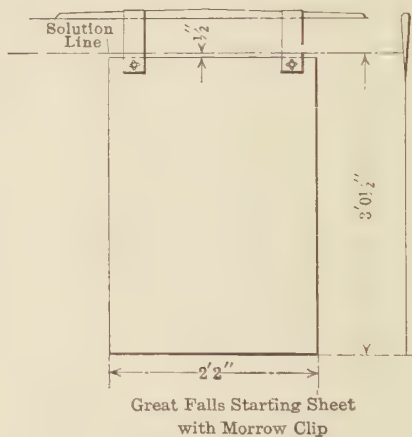 Solution
Line
1/2"
3'0½"
2'2"
Great Falls Starting Sheet
with Morrow Clip